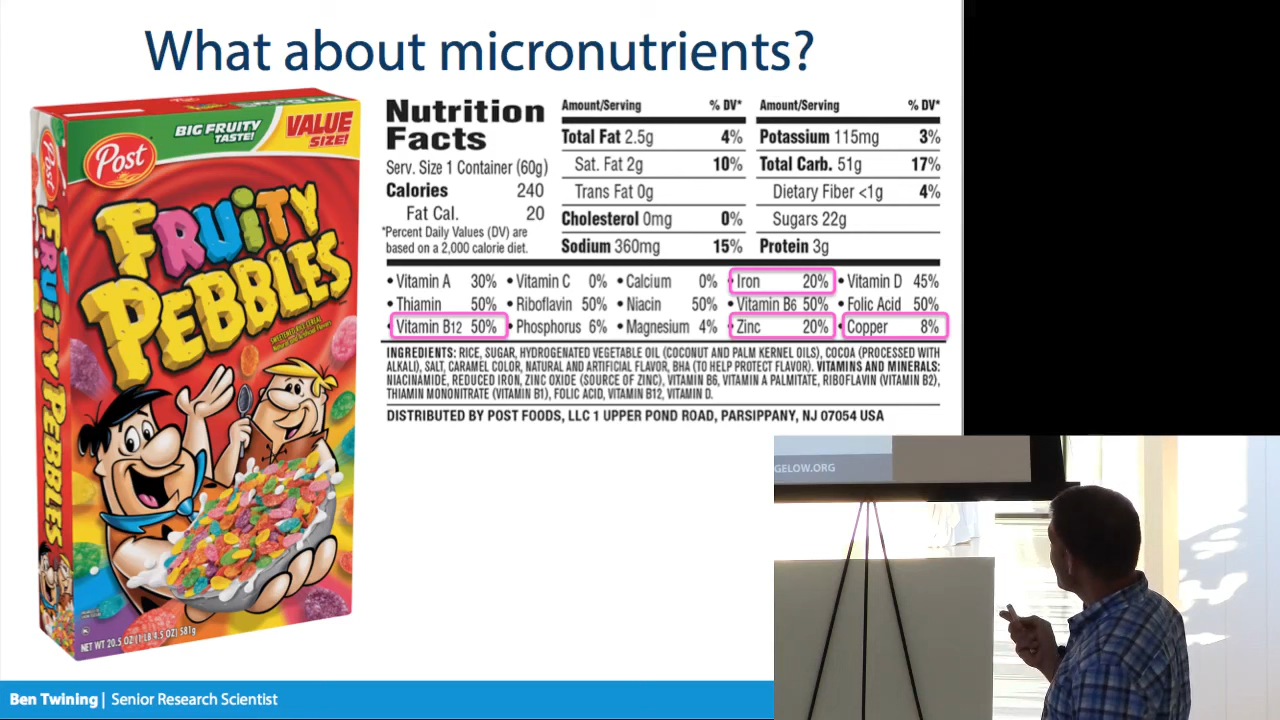 What about micronutrients?
BIG FRUITY
TASTE!
VALUE
SIZE!
Post
FRUITY
PEBBLES
SWEETENED RICE CEREAL
Natural and Artificial Flavors
NET WT 20.5 OZ (1 LB 4.5 OZ) 581g
Post
FRUITY PEBBLES
Nutrition
Facts
Serv. Size 1 Container (60g)
Calories 240
Fat Cal. 20
*Percent Daily Values (DV) are
based on a 2,000 calorie diet.
Amount/Serving % DV*
Total Fat 2.5g 4%
Sat. Fat 2g 10%
Trans Fat 0g
Cholesterol 0mg 0%
Sodium 360mg 15%
Amount/Serving % DV*
Potassium 115mg 3%
Total Carb. 51g 17%
Dietary Fiber <1g 4%
Sugars 22g
Protein 3g
• Vitamin A 30% • Vitamin C 0% • Calcium 0% • Iron 20% • Vitamin D 45%
• Thiamin 50% • Riboflavin 50% • Niacin 50% • Vitamin B6 50% • Folic Acid 50%
• Vitamin B12 50% • Phosphorus 6% • Magnesium 4% • Zinc 20% • Copper 8%
INGREDIENTS: RICE, SUGAR, HYDROGENATED VEGETABLE OIL (COCONUT AND PALM KERNEL OILS), COCOA (PROCESSED WITH
ALKALI), SALT, CARAMEL COLOR, NATURAL AND ARTIFICIAL FLAVOR, BHA (TO HELP PROTECT FLAVOR). VITAMINS AND MINERALS:
NIACINAMIDE, REDUCED IRON, ZINC OXIDE (SOURCE OF ZINC), VITAMIN B6, VITAMIN A PALMITATE, RIBOFLAVIN (VITAMIN B2),
THIAMIN MONONITRATE (VITAMIN B1), FOLIC ACID, VITAMIN B12, VITAMIN D.
DISTRIBUTED BY POST FOODS, LLC 1 UPPER POND ROAD, PARSIPPANY, NJ 07054 USA
GELOW.ORG
Ben Twining | Senior Research Scientist